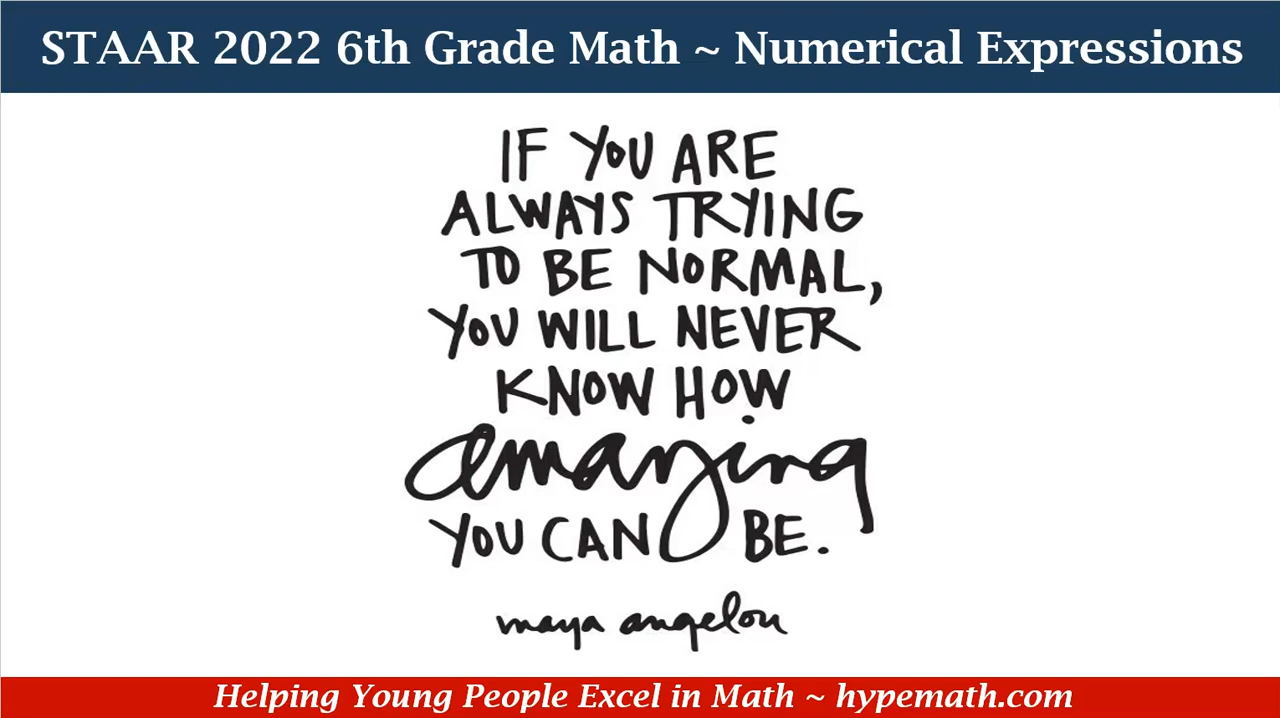 STAAR 2022 6th Grade Math ~ Numerical Expressions
IF YOU ARE
ALWAYS TRYING
TO BE NORMAL,
YOU WILL NEVER
KNOW HOW
amazing
YOU CAN BE.
maya angelou
Helping Young People Excel in Math ~ hypemath.com